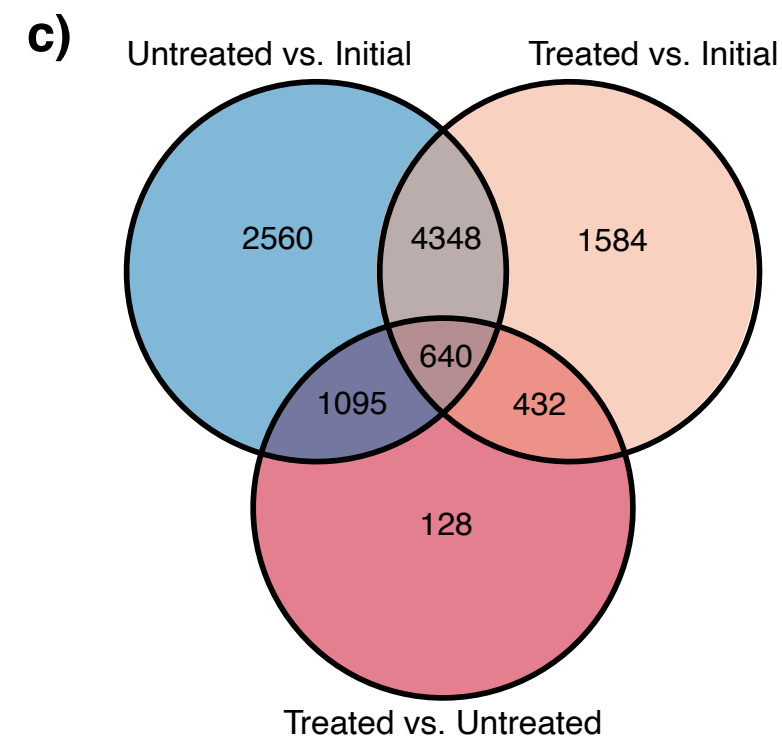 c)
Untreated vs. Initial
Treated vs. Initial
2560
4348
1584
640
1095
432
128
Treated vs. Untreated